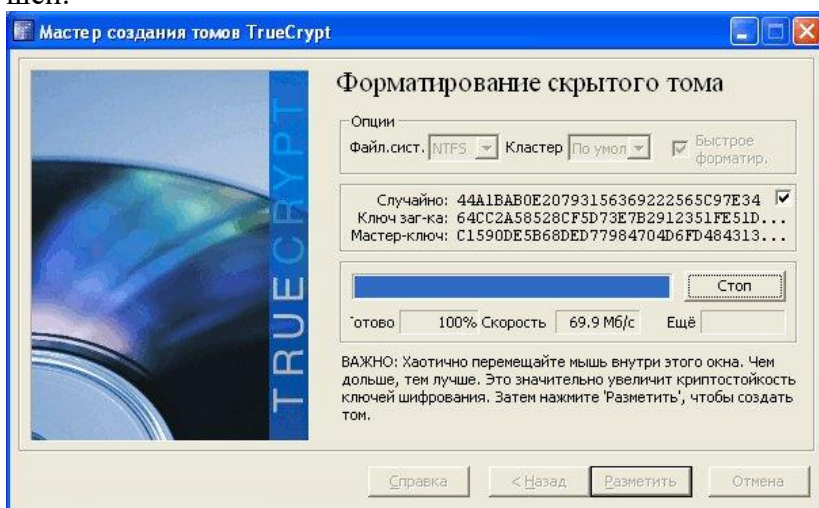 шен.
Мастер создания томов TrueCrypt
TRUECRYPT
Форматирование скрытого тома
Опции
Файл.сист. NTFS Кластер По умол Быстрое форматир.
Случайно: 44A1BAB0E20793156369222565C97E34
Ключ заг-ка: 64CC2A58528CF5D73E7B2912351FE51D...
Мастер-ключ: C1590DE5B68DED77984704D6FD484313...
Стоп
отово 100% Скорость 69.9 Мб/с Ещё
ВАЖНО: Хаотично перемещайте мышь внутри этого окна. Чем
дольше, тем лучше. Это значительно увеличит криптостойкость
ключей шифрования. Затем нажмите 'Разметить', чтобы создать
том.
Справка < Назад Разметить Отмена